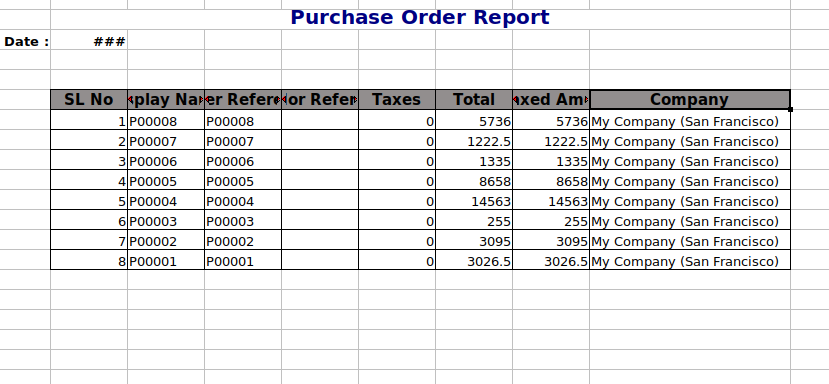 Purchase Order Report
Date : ###
SL No play Na er Refere or Refer Taxes Total xed Am Company
1 P00008 P00008 0 5736 5736 My Company (San Francisco)
2 P00007 P00007 0 1222.5 1222.5 My Company (San Francisco)
3 P00006 P00006 0 1335 1335 My Company (San Francisco)
4 P00005 P00005 0 8658 8658 My Company (San Francisco)
5 P00004 P00004 0 14563 14563 My Company (San Francisco)
6 P00003 P00003 0 255 255 My Company (San Francisco)
7 P00002 P00002 0 3095 3095 My Company (San Francisco)
8 P00001 P00001 0 3026.5 3026.5 My Company (San Francisco)